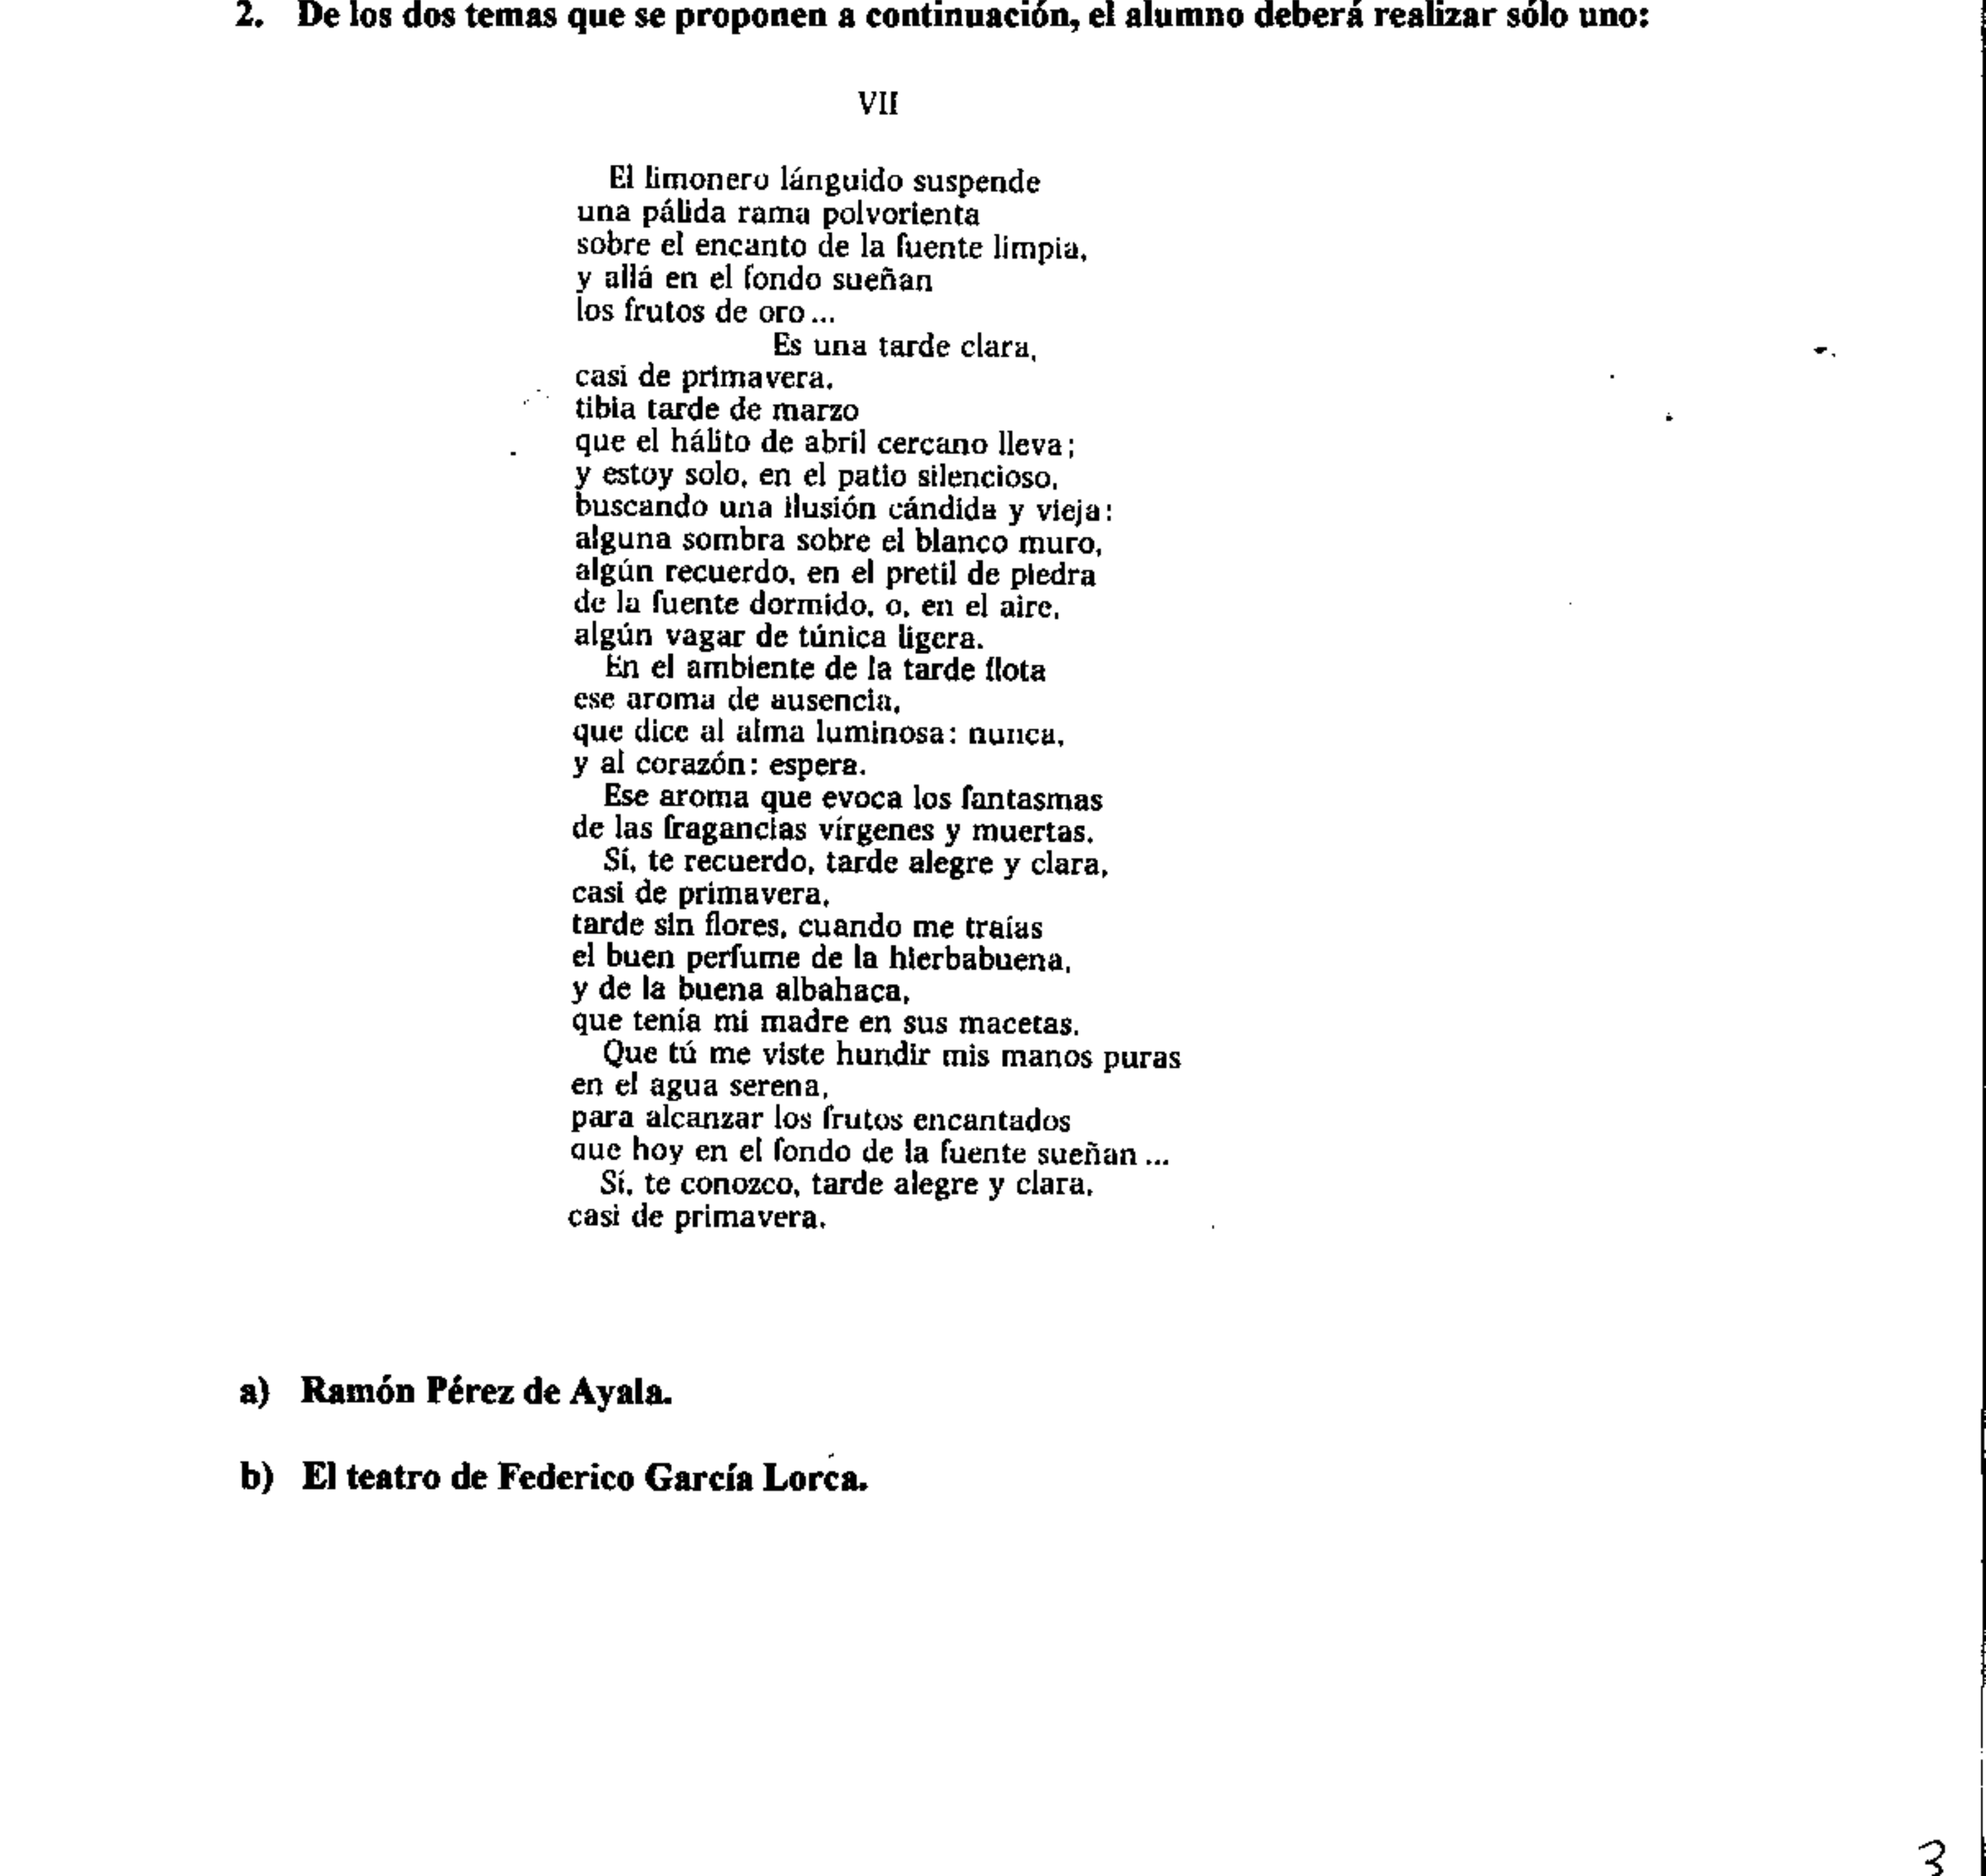 2. De los dos temas que se proponen a continuación, el alumno deberá realizar sólo uno:
VII
El limonero lánguido suspende
una pálida rama polvorienta
sobre el encanto de la fuente limpia,
y allá en el fondo sueñan
los frutos de oro...
Es una tarde clara,
casi de primavera,
tibia tarde de marzo
que el hálito de abril cercano lleva;
y estoy solo, en el patio silencioso,
buscando una ilusión cándida y vieja:
alguna sombra sobre el blanco muro,
algún recuerdo, en el pretil de piedra
de la fuente dormido, o, en el aire,
algún vagar de túnica ligera.
En el ambiente de la tarde flota
ese aroma de ausencia,
que dice al alma luminosa: nunca,
y al corazón: espera.
Ese aroma que evoca los fantasmas
de las fragancias vírgenes y muertas.
Sí, te recuerdo, tarde alegre y clara,
casi de primavera,
tarde sin flores, cuando me traías
el buen perfume de la hierbabuena,
y de la buena albahaca,
que tenía mi madre en sus macetas.
Que tú me viste hundir mis manos puras
en el agua serena,
para alcanzar los frutos encantados
que hoy en el fondo de la fuente sueñan...
Sí, te conozco, tarde alegre y clara,
casi de primavera.
a) Ramón Pérez de Ayala.
b) El teatro de Federico García Lorca.
3